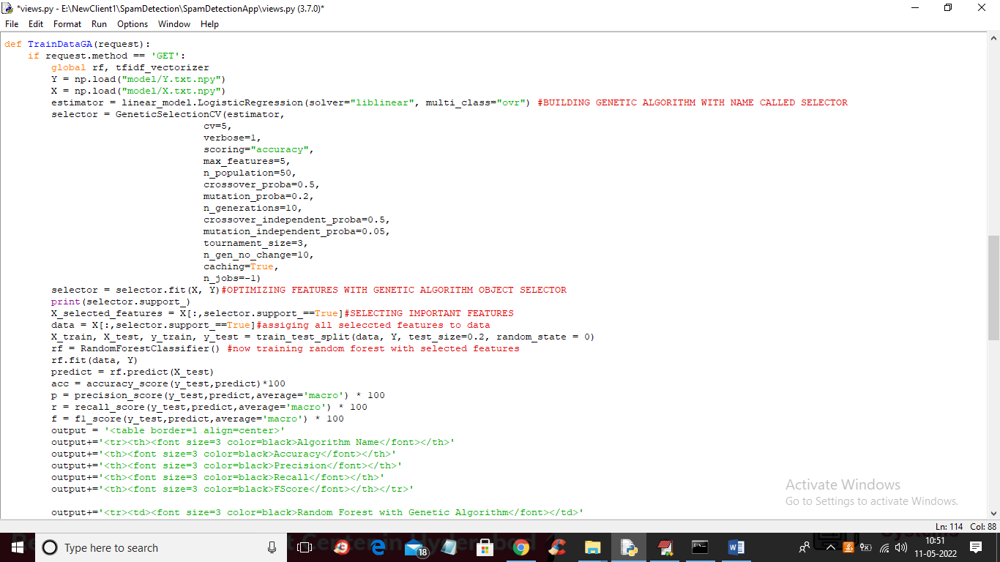 *views.py - E:\NewClient1\SpamDetection\SpamDetectionApp\views.py (3.7.0)*
File Edit Format Run Options Window Help
def TrainDataGA(request):
    if request.method == 'GET':
        global rf, tfidf_vectorizer
        Y = np.load("model/Y.txt.npy")
        X = np.load("model/X.txt.npy")
        estimator = linear_model.LogisticRegression(solver="liblinear", multi_class="ovr") #BUILDING GENETIC ALGORITHM WITH NAME CALLED SELECTOR
        selector = GeneticSelectionCV(estimator,
                                  cv=5,
                                  verbose=1,
                                  scoring="accuracy",
                                  max_features=5,
                                  n_population=50,
                                  crossover_proba=0.5,
                                  mutation_proba=0.2,
                                  n_generations=10,
                                  crossover_independent_proba=0.5,
                                  mutation_independent_proba=0.05,
                                  tournament_size=3,
                                  n_gen_no_change=10,
                                  caching=True,
                                  n_jobs=-1)
        selector = selector.fit(X, Y)#OPTIMIZING FEATURES WITH GENETIC ALGORITHM OBJECT SELECTOR
        print(selector.support_)
        X_selected_features = X[:,selector.support_==True]#SELECTING IMPORTANT FEATURES
        data = X[:,selector.support_==True]#assiging all seleccted features to data
        X_train, X_test, y_train, y_test = train_test_split(data, Y, test_size=0.2, random_state = 0)
        rf = RandomForestClassifier() #now training random forest with selected features
        rf.fit(data, Y)
        predict = rf.predict(X_test)
        acc = accuracy_score(y_test,predict)*100
        p = precision_score(y_test,predict,average='macro') * 100
        r = recall_score(y_test,predict,average='macro') * 100
        f = f1_score(y_test,predict,average='macro') * 100
        output = '<table border=1 align=center>'
        output+='<tr><th><font size=3 color=black>Algorithm Name</font></th>'
        output+='<th><font size=3 color=black>Accuracy</font></th>'
        output+='<th><font size=3 color=black>Precision</font></th>'
        output+='<th><font size=3 color=black>Recall</font></th>'
        output+='<th><font size=3 color=black>FScore</font></th></tr>'
        output+='<tr><td><font size=3 color=black>Random Forest with Genetic Algorithm</font></td>'
Activate Windows
Go to Settings to activate Windows.
Ln: 114 Col: 88
Type here to search
18
10:51
11-05-2022